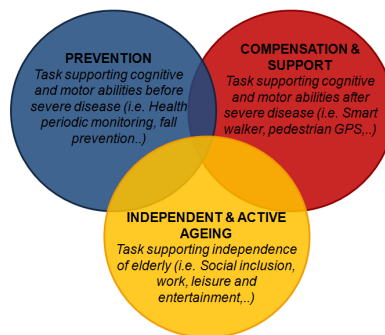 PREVENTION
Task supporting cognitive
and motor abilities before
severe disease (i.e. Health
periodic monitoring, fall
prevention..)
COMPENSATION &
SUPPORT
Task supporting cognitive
and motor abilities after
severe disease (i.e. Smart
walker, pedestrian GPS,..)
INDEPENDENT & ACTIVE
AGEING
Task supporting independence
of elderly (i.e. Social inclusion,
work, leisure and
entertainment,..)